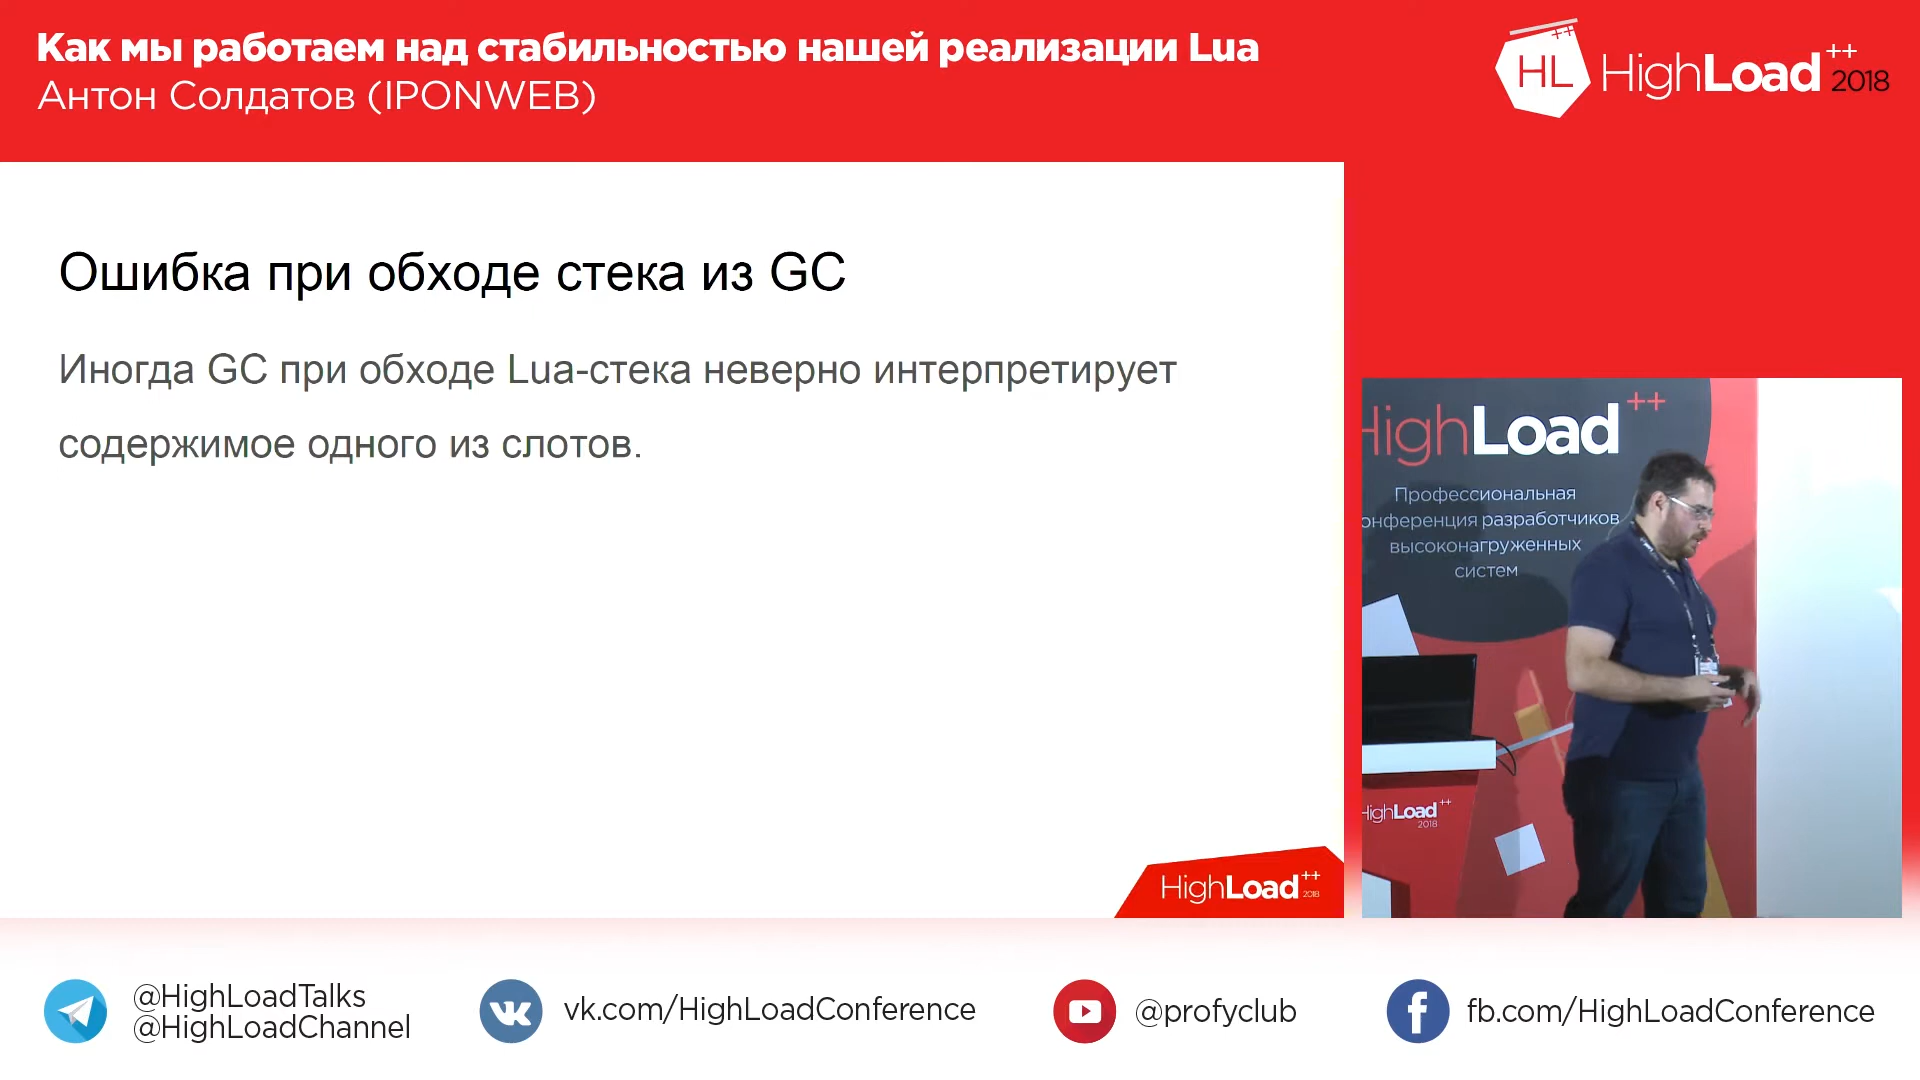 Как мы работаем над стабильностью нашей реализации Lua
Антон Солдатов (IPONWEB)
HL
++
HighLoad++ 2018
Ошибка при обходе стека из GC
Иногда GC при обходе Lua-стека неверно интерпретирует
содержимое одного из слотов.
HighLoad++ 2018
HighLoad++
Профессиональная
онференция разработчиков
высоконагруженных
систем
HighLoad++
2018
@HighLoadTalks
@HighLoadChannel
vk.com/HighLoadConference
@profyclub
fb.com/HighLoadConference